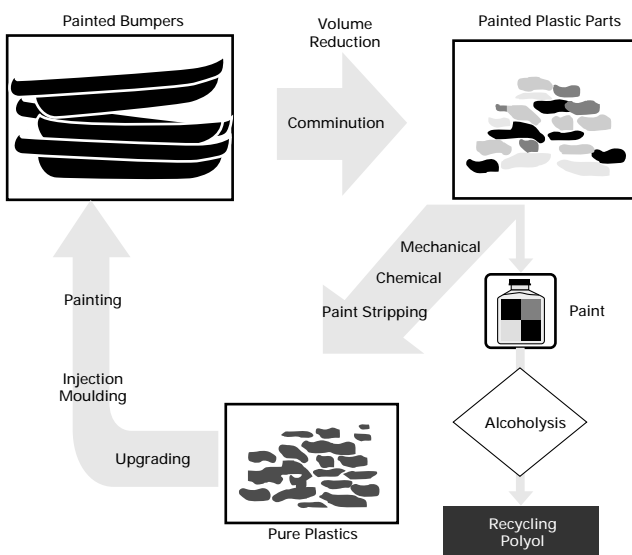 Painted Bumpers
Volume
Reduction
Painted Plastic Parts
Comminution
Mechanical
Chemical
Paint Stripping
Painting
Paint
Injection
Moulding
Alcoholysis
Upgrading
Pure Plastics
Recycling
Polyol